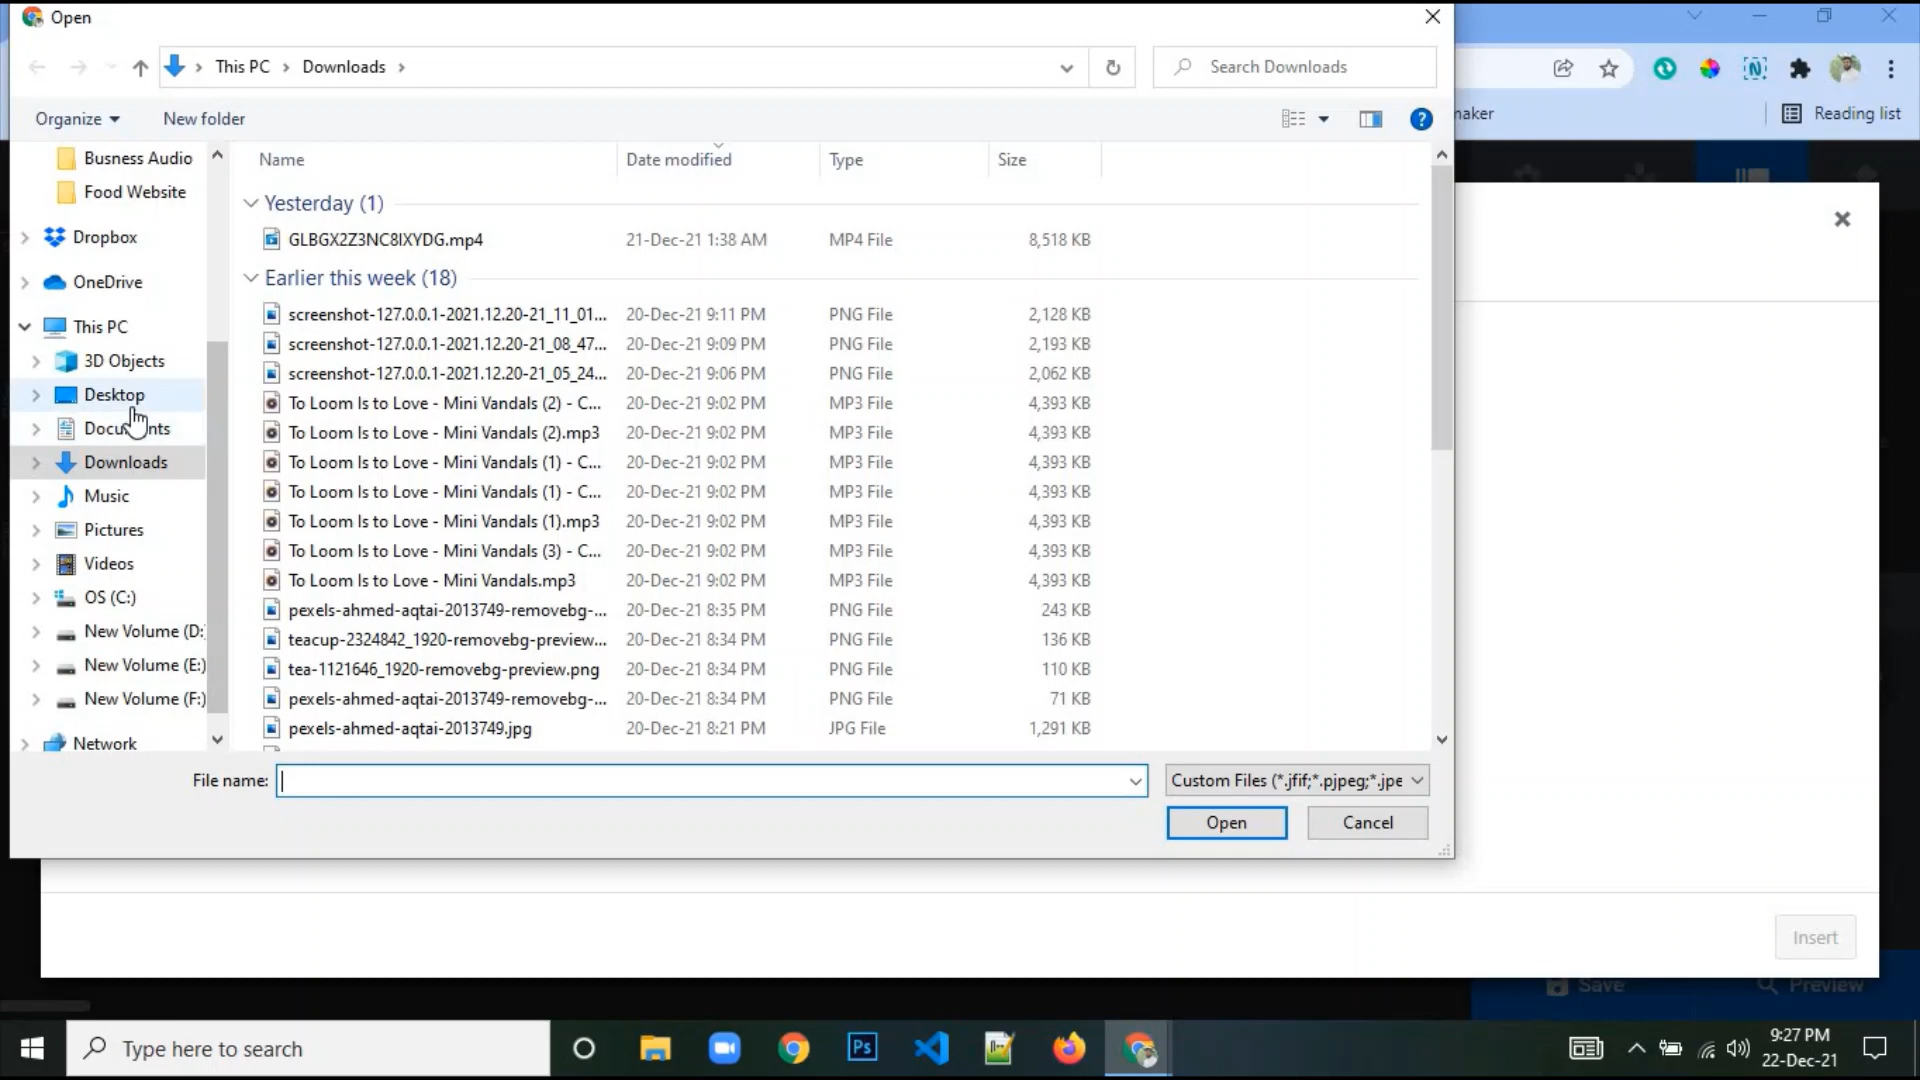 Open
This PC > Downloads >
Search Downloads
Reading list
Organize
New folder
Name
Date modified
Type
Size
Busness Audio
Food Website
Dropbox
OneDrive
This PC
3D Objects
Desktop
Documents
Downloads
Music
Pictures
Videos
OS (C:)
New Volume (D:
New Volume (E:)
New Volume (F:)
Network
Yesterday (1)
GLBGX2Z3NC8IXYDG.mp4 21-Dec-21 1:38 AM MP4 File 8,518 KB
Earlier this week (18)
screenshot-127.0.0.1-2021.12.20-21_11_01... 20-Dec-21 9:11 PM PNG File 2,128 KB
screenshot-127.0.0.1-2021.12.20-21_08_47... 20-Dec-21 9:09 PM PNG File 2,193 KB
screenshot-127.0.0.1-2021.12.20-21_05_24... 20-Dec-21 9:06 PM PNG File 2,062 KB
To Loom Is to Love - Mini Vandals (2) - C... 20-Dec-21 9:02 PM MP3 File 4,393 KB
To Loom Is to Love - Mini Vandals (2).mp3 20-Dec-21 9:02 PM MP3 File 4,393 KB
To Loom Is to Love - Mini Vandals (1) - C... 20-Dec-21 9:02 PM MP3 File 4,393 KB
To Loom Is to Love - Mini Vandals (1) - C... 20-Dec-21 9:02 PM MP3 File 4,393 KB
To Loom Is to Love - Mini Vandals (1).mp3 20-Dec-21 9:02 PM MP3 File 4,393 KB
To Loom Is to Love - Mini Vandals (3) - C... 20-Dec-21 9:02 PM MP3 File 4,393 KB
To Loom Is to Love - Mini Vandals.mp3 20-Dec-21 9:02 PM MP3 File 4,393 KB
pexels-ahmed-aqtai-2013749-removebg-... 20-Dec-21 8:35 PM PNG File 243 KB
teacup-2324842_1920-removebg-preview... 20-Dec-21 8:34 PM PNG File 136 KB
tea-1121646_1920-removebg-preview.png 20-Dec-21 8:34 PM PNG File 110 KB
pexels-ahmed-aqtai-2013749-removebg-... 20-Dec-21 8:34 PM PNG File 71 KB
pexels-ahmed-aqtai-2013749.jpg 20-Dec-21 8:21 PM JPG File 1,291 KB
File name:
Custom Files (*.jfif;*.pjpeg;*.jpe
Open
Cancel
Insert
Save
Preview
Type here to search
Ps
9:27 PM
22-Dec-21